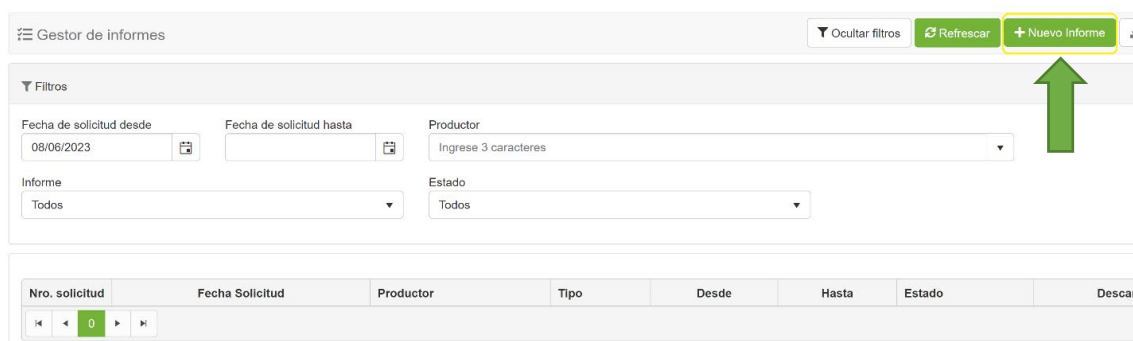 Gestor de informes
Ocultar filtros
Refrescar
+ Nuevo Informe
Filtros
Fecha de solicitud desde Fecha de solicitud hasta Productor
08/06/2023 Ingrese 3 caracteres
Informe Estado
Todos Todos
Nro. solicitud Fecha Solicitud Productor Tipo Desde Hasta Estado Descar
0